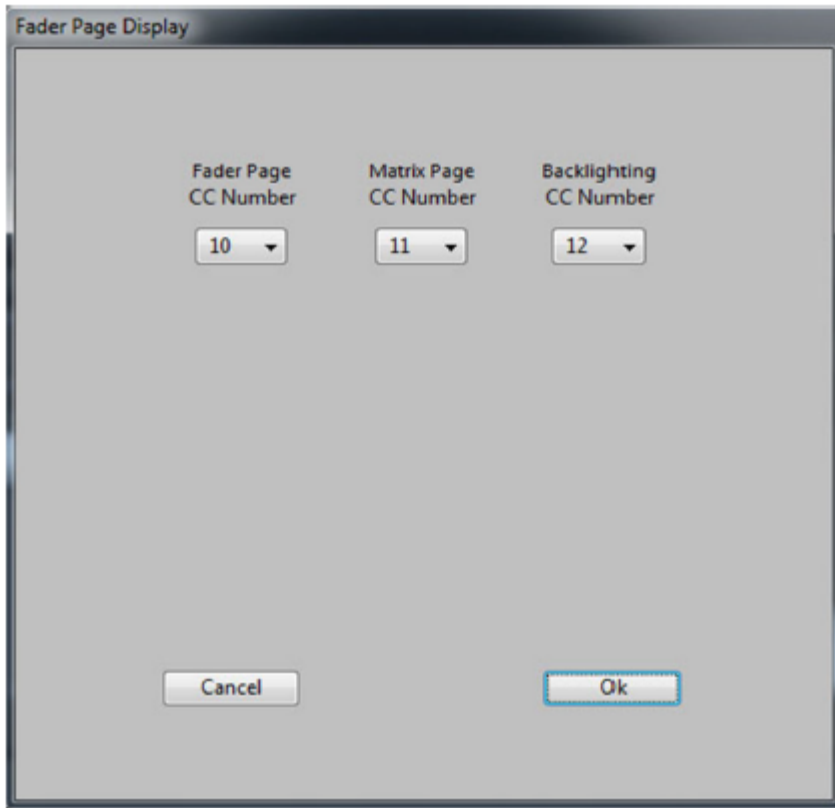 Fader Page Display
Fader Page Matrix Page Backlighting
CC Number CC Number CC Number
10 11 12
Cancel Ok